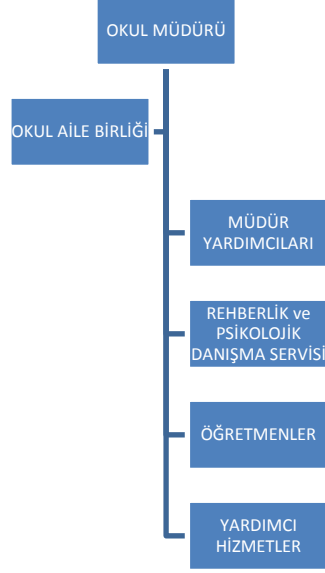 OKUL MÜDÜRÜ
OKUL AİLE BİRLİĞİ
MÜDÜR
YARDIMCILARI
REHBERLİK ve
PSİKOLOJİK
DANIŞMA SERVİSİ
ÖĞRETMENLER
YARDIMCI
HİZMETLER